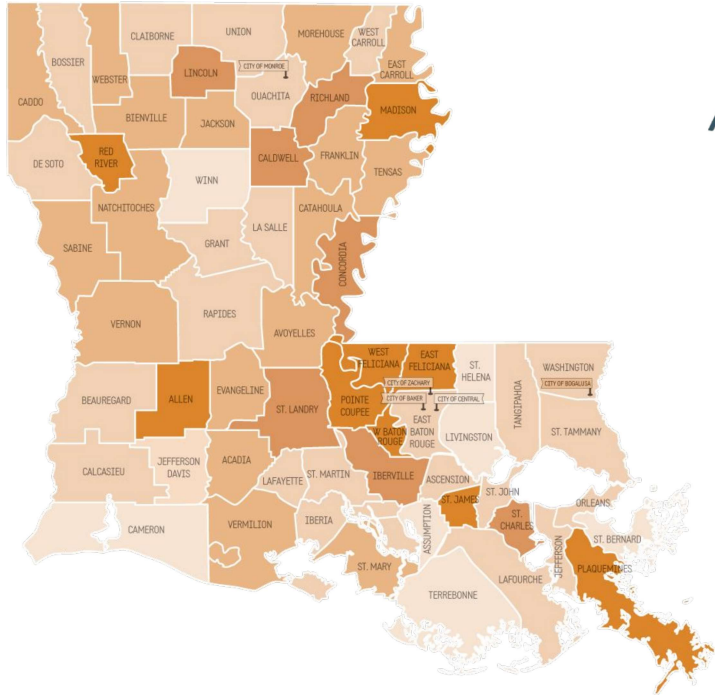 CLAIBORNE
UNION
MOREHOUSE
WEST
CARROLL
BOSSIER
WEBSTER
LINCOLN
CITY OF MONROE
EAST
CARROLL
CADDO
OUACHITA
RICHLAND
MADISON
BIENVILLE
JACKSON
DE SOTO
RED
RIVER
CALDWELL
FRANKLIN
WINN
TENSAS
NATCHITOCHES
LA SALLE
CATAHOULA
SABINE
GRANT
CONCORDIA
RAPIDES
VERNON
AVOYELLES
WEST
FELICIANA
EAST
FELICIANA
ST.
HELENA
TANGIPAHOA
WASHINGTON
CITY OF BOGALUSA
CITY OF ZACHARY
BEAUREGARD
ALLEN
EVANGELINE
ST. LANDRY
POINTE
COUPEE
CITY OF BAKER
CITY OF CENTRAL
W BATON
ROUGE
EAST
BATON
ROUGE
LIVINGSTON
ST. TAMMANY
CALCASIEU
JEFFERSON
DAVIS
ACADIA
LAFAYETTE
ST. MARTIN
IBERVILLE
ASCENSION
ST. JAMES
ST. JOHN
ORLEANS
CAMERON
VERMILION
IBERIA
ASSUMPTION
ST.
CHARLES
JEFFERSON
ST. BERNARD
ST. MARY
LAFOURCHE
PLAQUEMINES
TERREBONNE